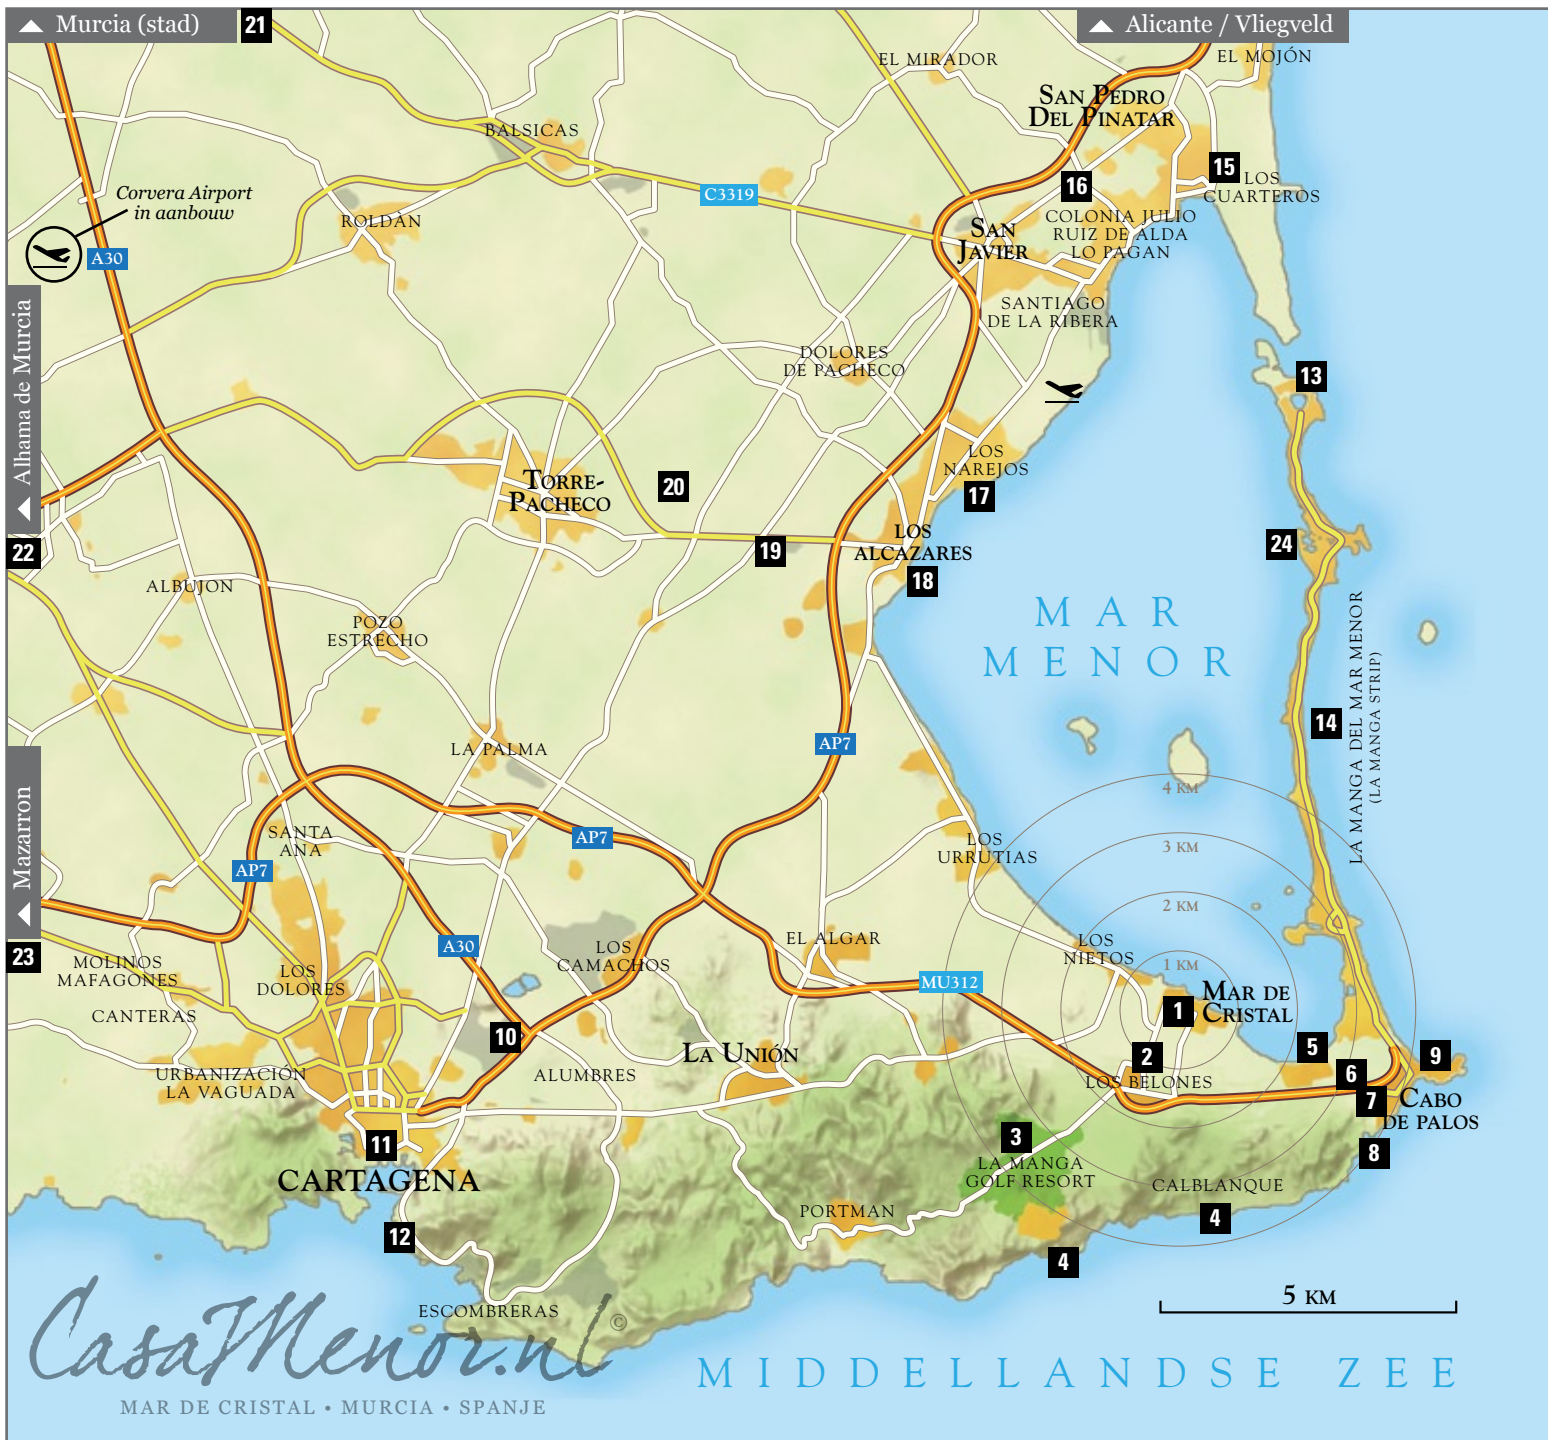 Murcia (stad)
21
Alicante / Vliegveld
EL MOJÓN
EL MIRADOR
SAN PEDRO
DEL PINATAR
BALSICAS
15
LOS
CUARTEROS
16
C3319
Corvera Airport
in aanbouw
ROLDÀN
COLONIA JULIO
RUIZ DE ALDA
LO PAGAN
SAN
JAVIER
A30
SANTIAGO
DE LA RIBERA
Alhama de Murcia
DOLORES
DE PACHECO
13
LOS
NAREJOS
17
TORRE-
PACHECO
20
19
LOS
ALCAZARES
18
24
22
ALBUJON
POZO
ESTRECHO
MAR
MENOR
LA MANGA DEL MAR MENOR
(LA MANGA STRIP)
14
LA PALMA
AP7
4 KM
3 KM
2 KM
1 KM
Mazarron
SANTA
ANA
AP7
AP7
LOS
URRUTIAS
23
MOLINOS
MAFAGONES
LOS
DOLORES
A30
LOS
CAMACHOS
EL ALGAR
LOS
NIETOS
MU312
CANTERAS
10
1
MAR DE
CRISTAL
2
LOS BELONES
5
6
9
7
CABO
DE PALOS
8
LA UNIÓN
ALUMBRES
URBANIZACIÓN
LA VAGUADA
11
CARTAGENA
3
LA MANGA
GOLF RESORT
CALBLANQUE
4
PORTMAN
12
4
ESCOMBRERAS
5 KM
CasaMenor.nl
©
MIDDELLANDSE ZEE
MAR DE CRISTAL • MURCIA • SPANJE